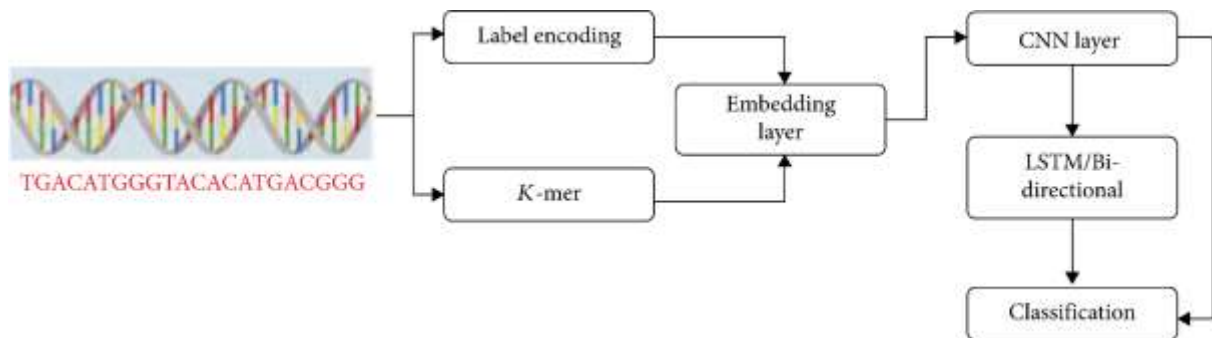 TGACATGGGTACACATGACGGG
Label encoding
K-mer
Embedding
layer
CNN layer
LSTM/Bi-
directional
Classification